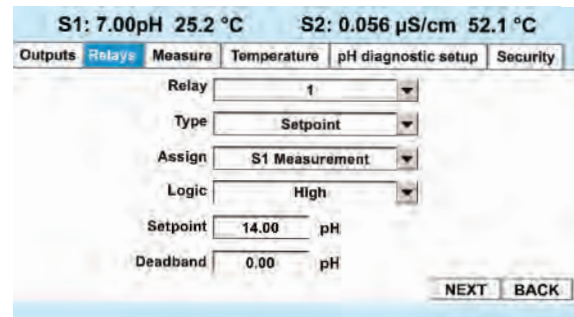 S1: 7.00pH 25.2 °C S2: 0.056 µS/cm 52.1 °C
Outputs Relays Measure Temperature pH diagnostic setup Security
Relay 1
Type Setpoint
Assign S1 Measurement
Logic High
Setpoint 14.00 pH
Deadband 0.00 pH
NEXT BACK